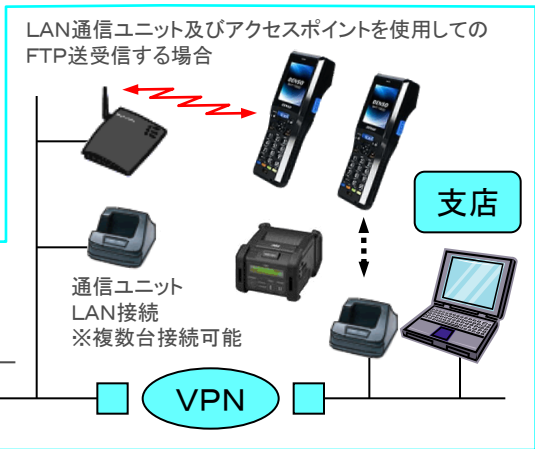 LAN通信ユニット及びアクセスポイントを使用しての
FTP送受信する場合
DENSO
DENSO
支店
通信ユニット
LAN接続
※複数台接続可能
VPN